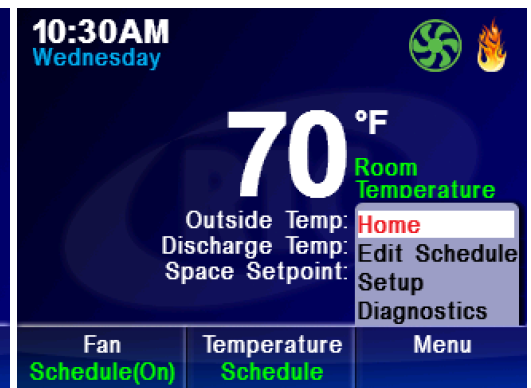 10:30AM
Wednesday
70 °F
Room
Temperature
Outside Temp:
Discharge Temp:
Space Setpoint:
Home
Edit Schedule
Setup
Diagnostics
Fan
Schedule(On)
Temperature
Schedule
Menu